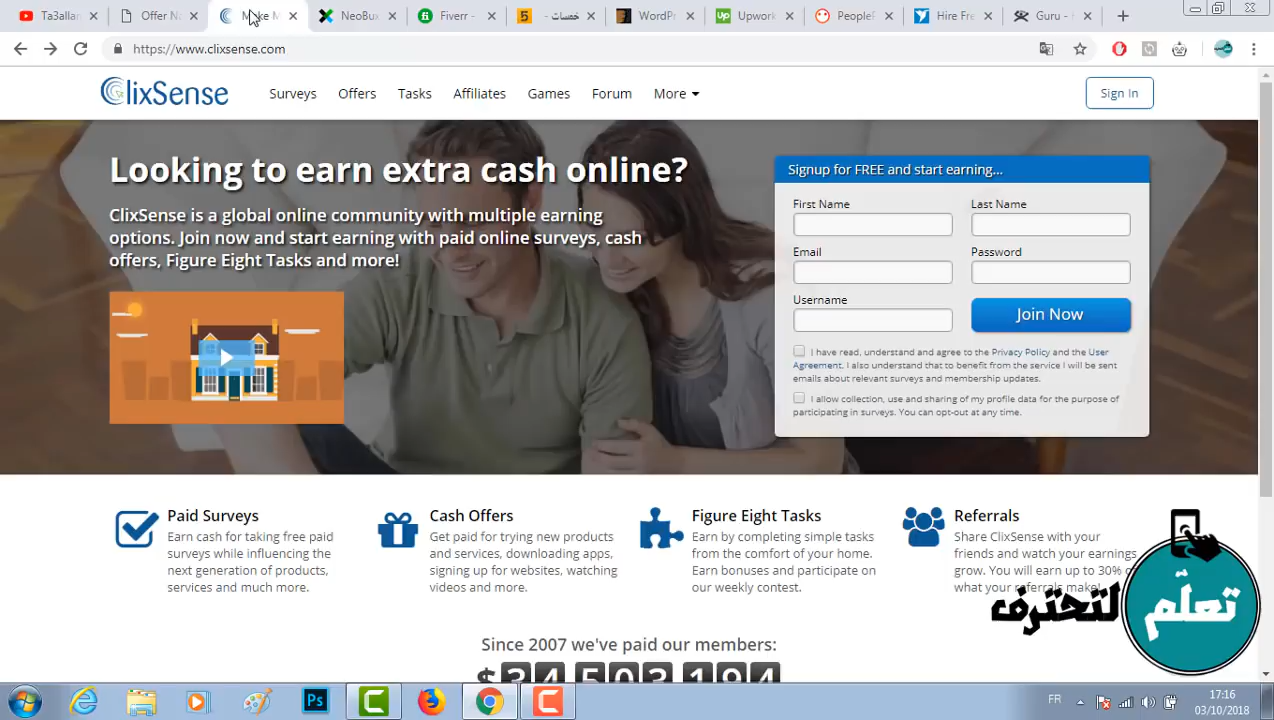 Ta3allar
Offer N
Make M
NeoBux
Fiverr -
خمسات -
WordPr
Upwork
PeopleP
Hire Fre
Guru -
https://www.clixsense.com
ClixSense
Surveys
Offers
Tasks
Affiliates
Games
Forum
More
Sign In
Looking to earn extra cash online?
ClixSense is a global online community with multiple earning
options. Join now and start earning with paid online surveys, cash
offers, Figure Eight Tasks and more!
Signup for FREE and start earning...
First Name
Last Name
Email
Password
Username
Join Now
I have read, understand and agree to the Privacy Policy and the User
Agreement. I also understand that to benefit from the service I will be sent
emails about relevant surveys and membership updates.
I allow collection, use and sharing of my profile data for the purpose of
participating in surveys. You can opt-out at any time.
Paid Surveys
Earn cash for taking free paid
surveys while influencing the
next generation of products,
services and much more.
Cash Offers
Get paid for trying new products
and services, downloading apps,
signing up for websites, watching
videos and more.
Figure Eight Tasks
Earn by completing simple tasks
from the comfort of your home.
Earn bonuses and participate on
our weekly contest.
Referrals
Share ClixSense with your
friends and watch your earnings
grow. You will earn up to 30% of
what your referrals make!
تعلّم
لتحترف
Since 2007 we've paid our members:
$34,503,194
Ps
FR
17:16
03/10/2018